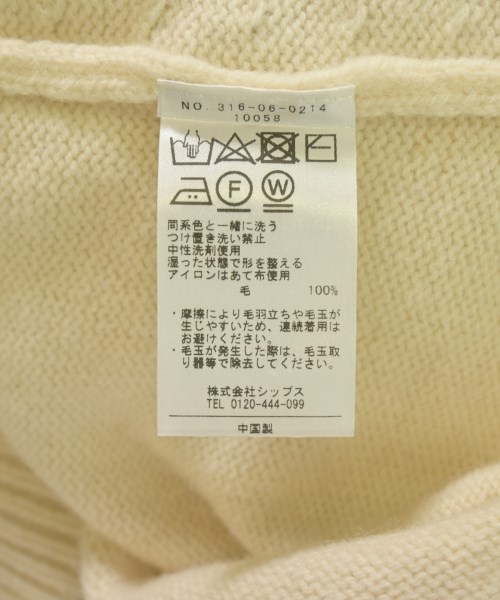 NO. 316-06-0214
10058
F W
同系色と一緒に洗う
つけ置き洗い禁止
中性洗剤使用
湿った状態で形を整える
アイロンはあて布使用
毛 100%
・摩擦により毛羽立ちや毛玉が
生じやすいため、連続着用は
お避けください。
・毛玉が発生した際は、毛玉取
り器等で除去してください。
株式会社シップス
TEL 0120-444-099
中国製